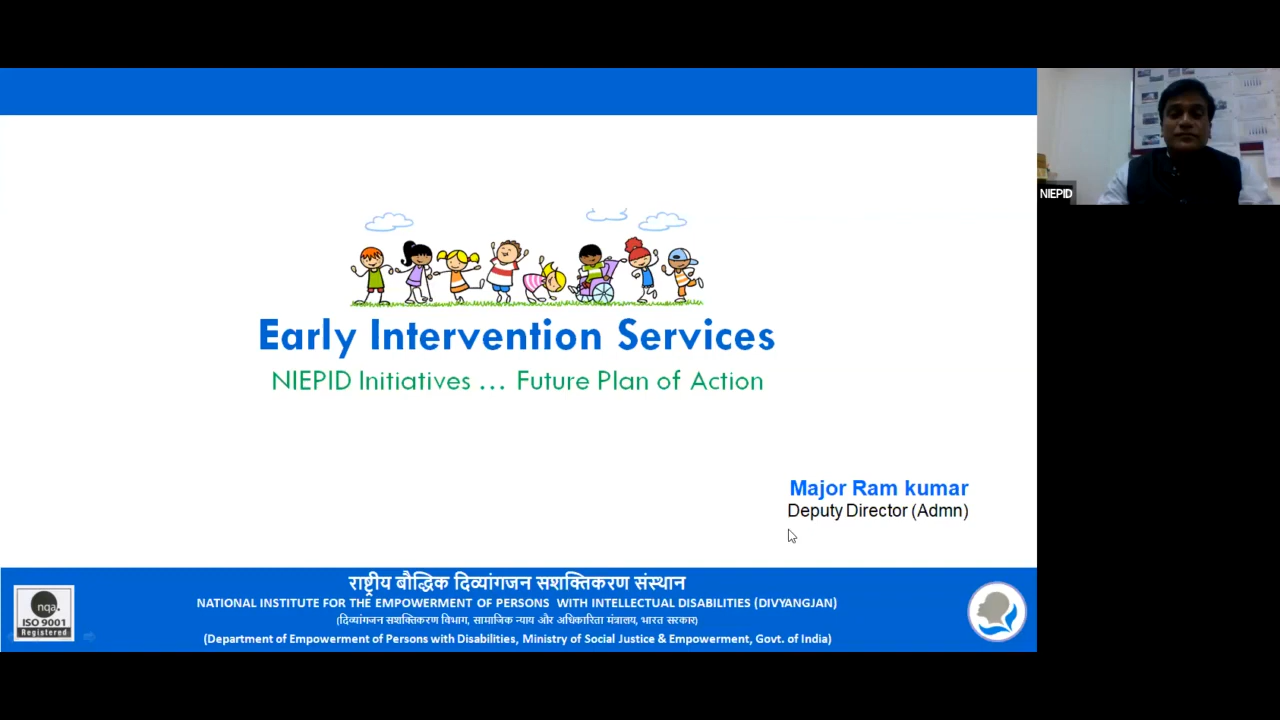 NIEPID
Early Intervention Services
NIEPID Initiatives ... Future Plan of Action
Major Ram kumar
Deputy Director (Admn)
राष्ट्रीय बौद्धिक दिव्यांगजन सशक्तिकरण संस्थान
NATIONAL INSTITUTE FOR THE EMPOWERMENT OF PERSONS WITH INTELLECTUAL DISABILITIES (DIVYANGJAN)
(दिव्यांगजन सशक्तिकरण विभाग, सामाजिक न्याय और अधिकारिता मंत्रालय, भारत सरकार)
(Department of Empowerment of Persons with Disabilities, Ministry of Social Justice & Empowerment, Govt. of India)
nqa.
ISO 9001
Registered